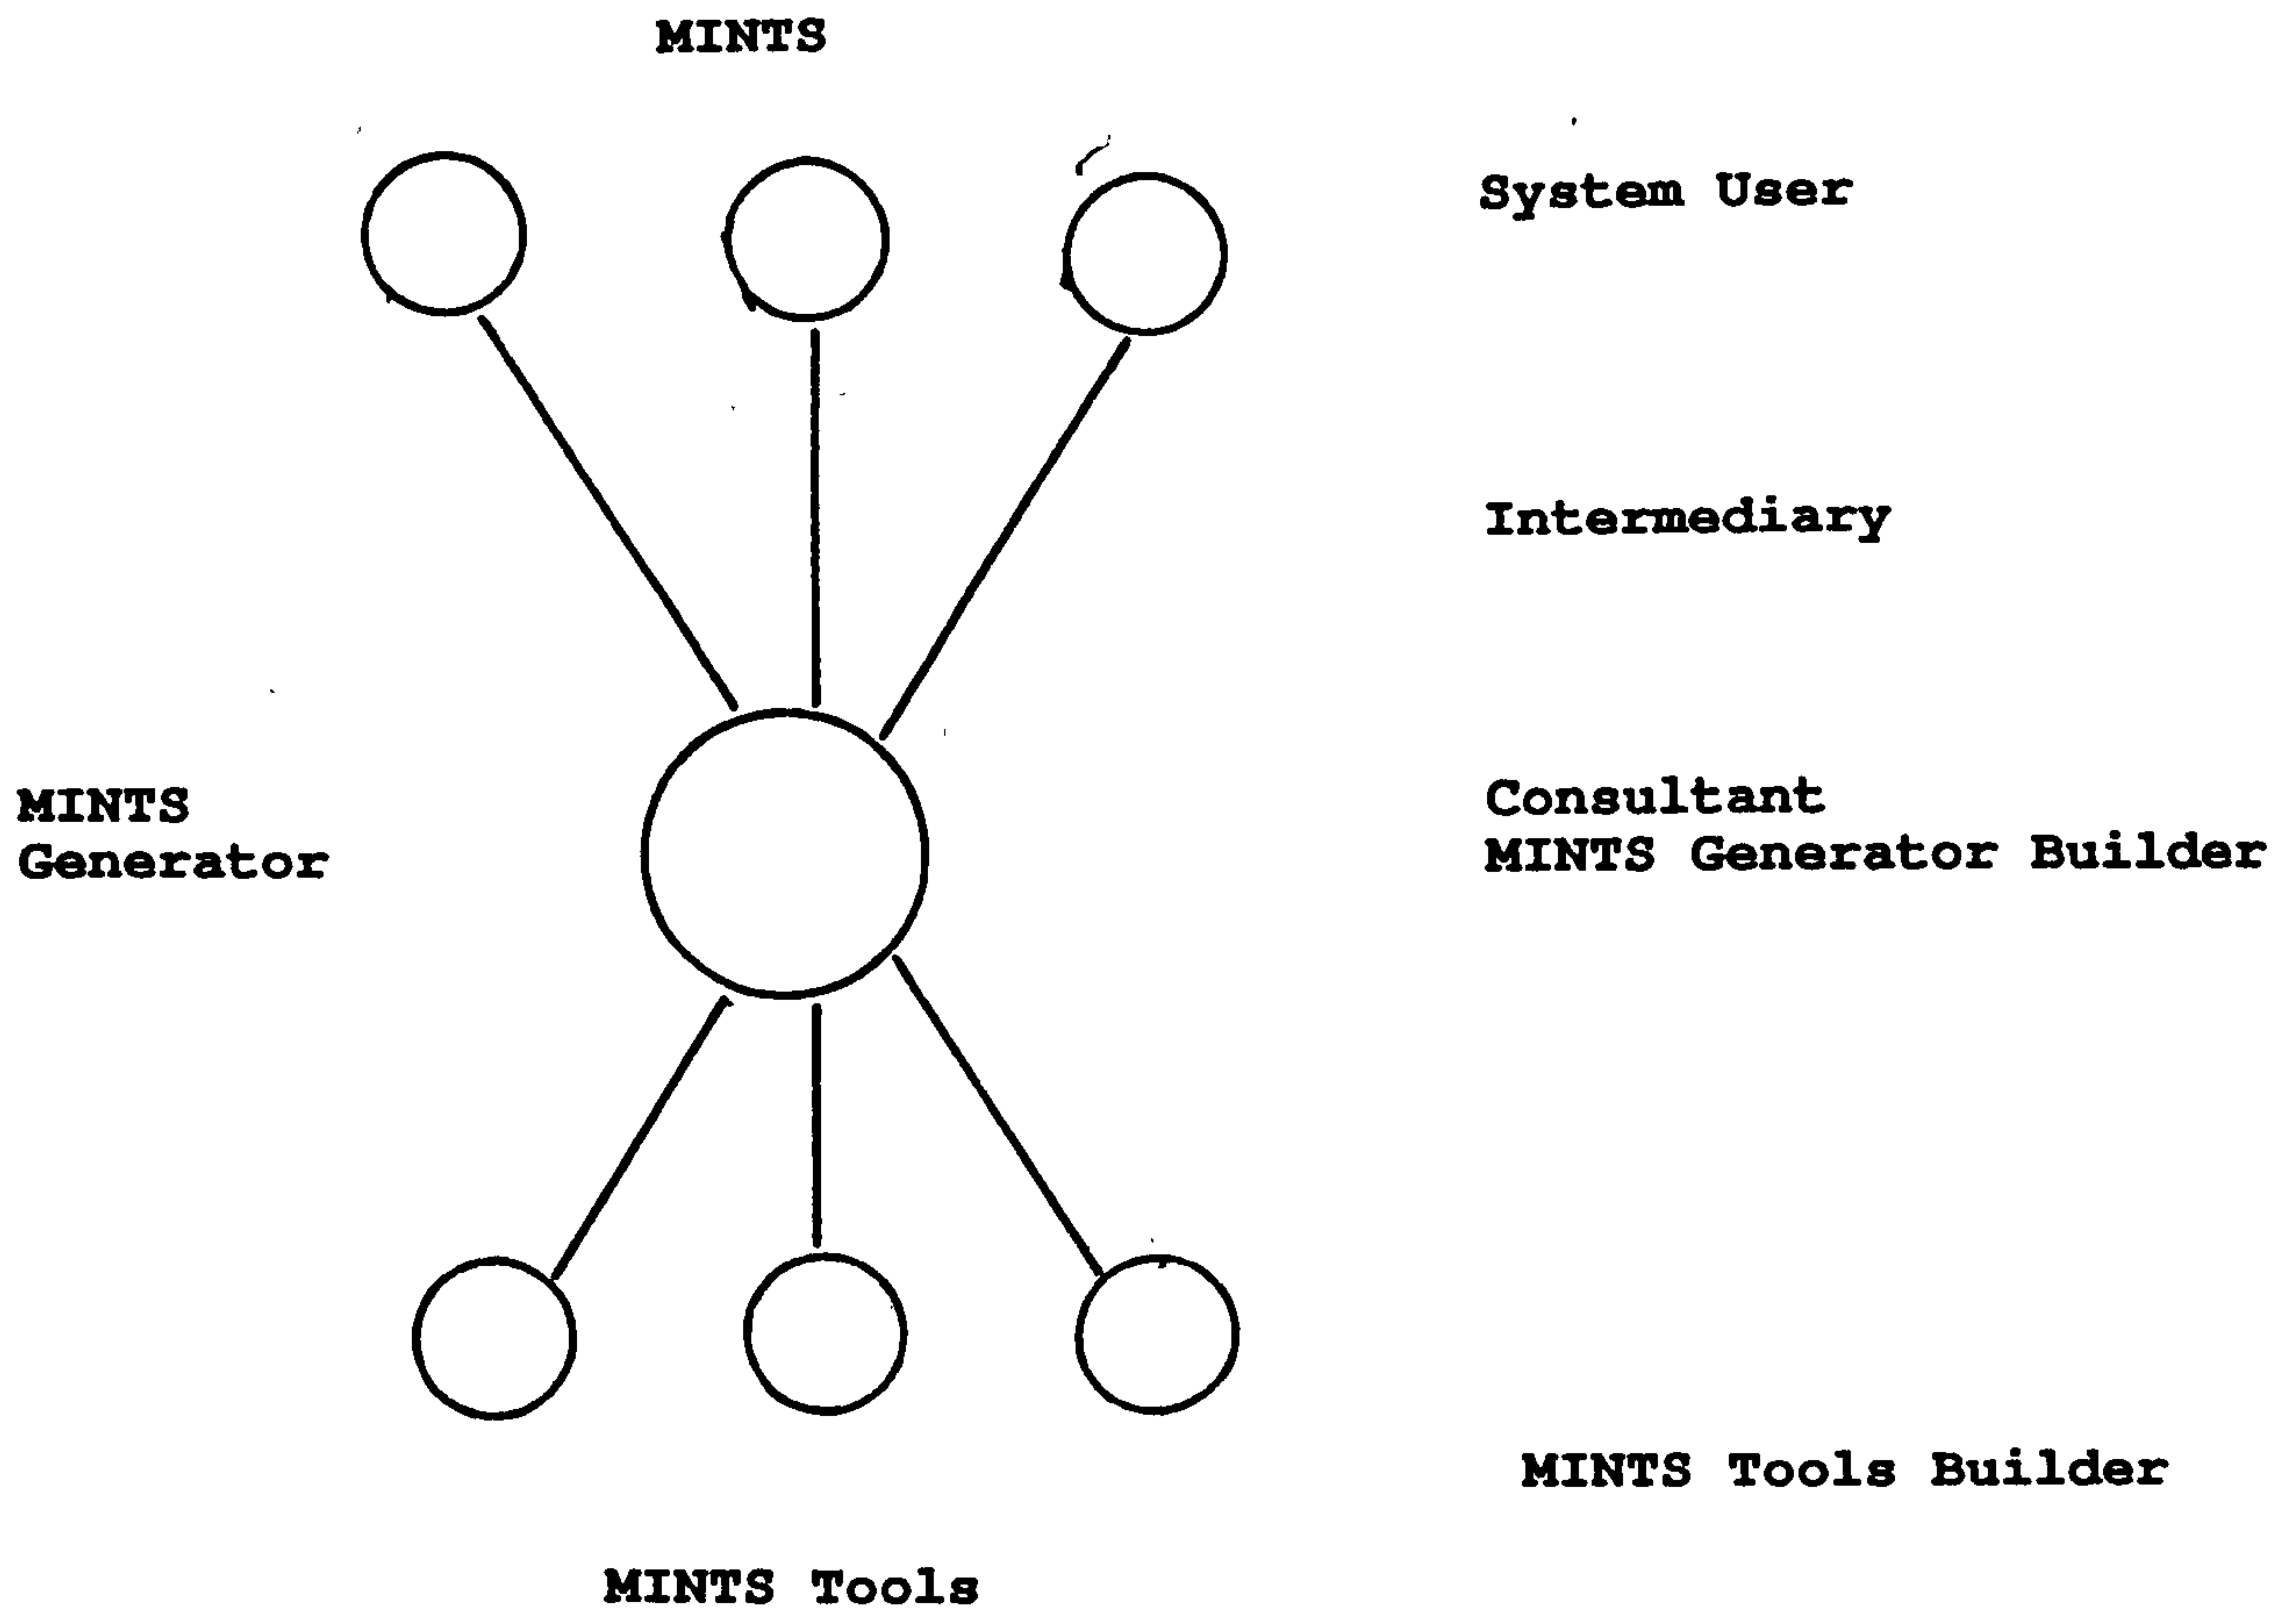 MINTS
System User
Intermediary
MINTS
Generator
Consultant
MINTS Generator Builder
MINTS Tools Builder
MINTS Tools